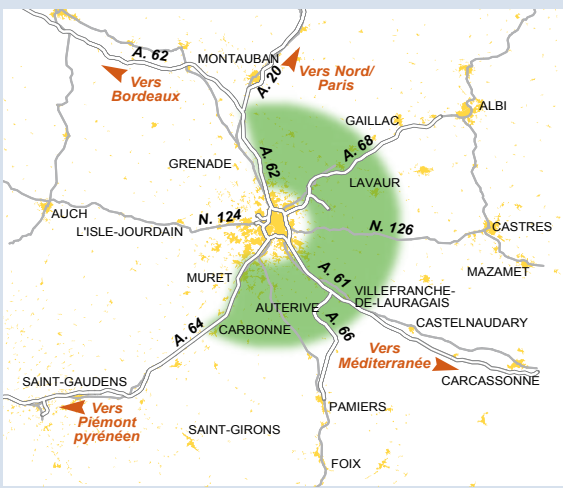 A. 62
MONTAUBAN
Vers Nord/
Paris
A. 20
Vers
Bordeaux
ALBI
GAILLAC
A. 68
GRENADE
A. 62
LAVAUR
AUCH
N. 124
L'ISLE-JOURDAIN
N. 126
CASTRES
MAZAMET
MURET
A. 61
VILLEFRANCHE-
DE-LAURAGAIS
AUTERIVE
A. 66
CASTELNAUDARY
A. 64
CARBONNE
Vers
Méditerranée
SAINT-GAUDENS
CARCASSONNE
Vers
Piémont
pyrénéen
PAMIERS
SAINT-GIRONS
FOIX